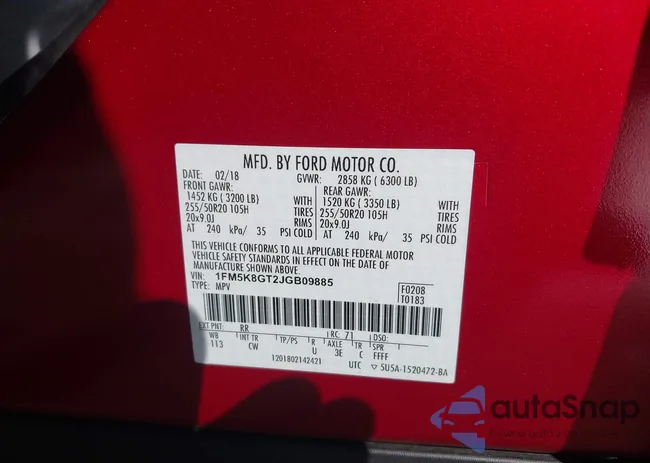 MFD. BY FORD MOTOR CO.
DATE: 02/18 GVWR: 2858 KG ( 6300 LB)
FRONT GAWR: REAR GAWR:
1452 KG ( 3200 LB) WITH 1520 KG ( 3350 LB) WITH
255/50R20 105H TIRES 255/50R20 105H TIRES
20x9.0J RIMS 20x9.0J RIMS
AT 240 kPa/ 35 PSI COLD AT 240 kPa/ 35 PSI COLD
THIS VEHICLE CONFORMS TO ALL APPLICABLE FEDERAL MOTOR
VEHICLE SAFETY STANDARDS IN EFFECT ON THE DATE OF
MANUFACTURE SHOWN ABOVE.
VIN: 1FM5K8GT2JGB09885 F0208
TYPE: MPV T0183
EXT PNT: RR RC: 71 DSO:
WB INT TR TP/PS R AXLE TR SPR
113 CW U 3E C FFFF
1201802142421 UTC 5U5A-1520472-BA
autaSnap